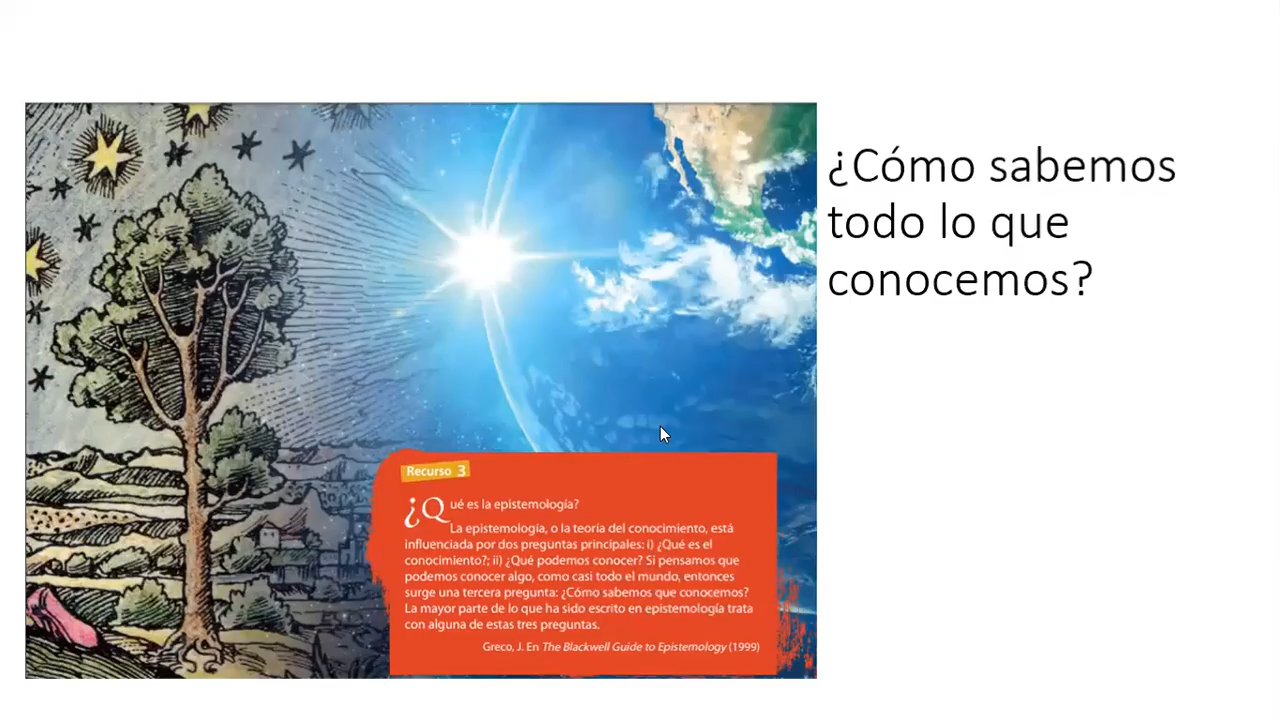 ¿Cómo sabemos
todo lo que
conocemos?
Recurso 3
¿Qué es la epistemología?
La epistemología, o la teoría del conocimiento, está
influenciada por dos preguntas principales: i) ¿Qué es el
conocimiento?; ii) ¿Qué podemos conocer? Si pensamos que
podemos conocer algo, como casi todo el mundo, entonces
surge una tercera pregunta: ¿Cómo sabemos que conocemos?
La mayor parte de lo que ha sido escrito en epistemología trata
con alguna de estas tres preguntas.
Greco, J. En The Blackwell Guide to Epistemology (1999)